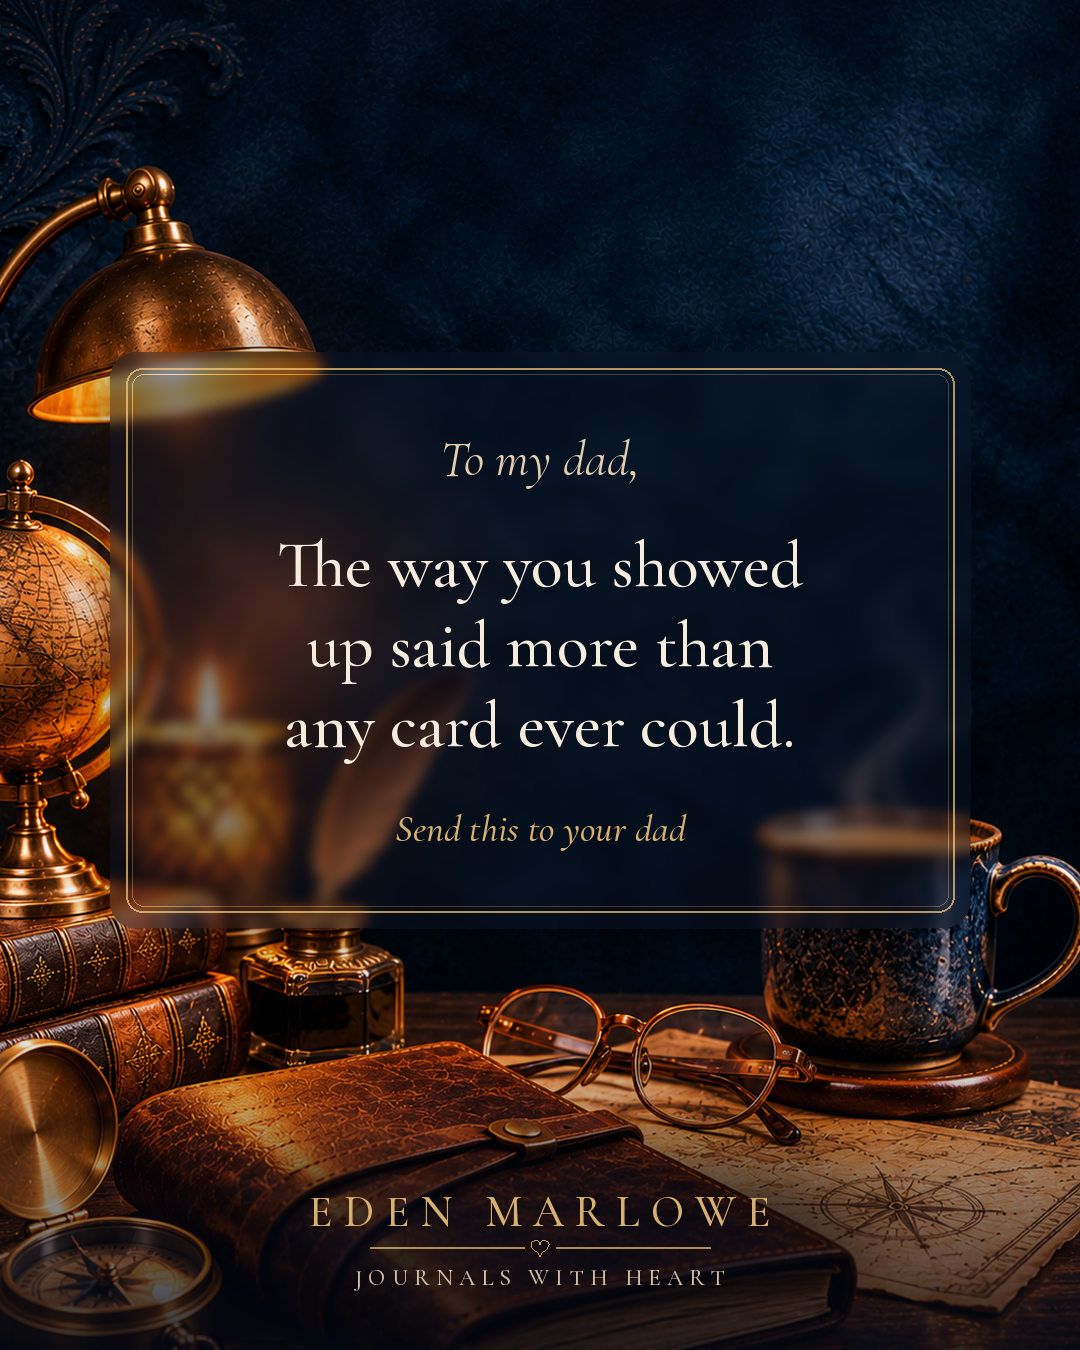 To my dad,
The way you showed
up said more than
any card ever could.
Send this to your dad
EDEN MARLOWE
JOURNALS WITH HEART